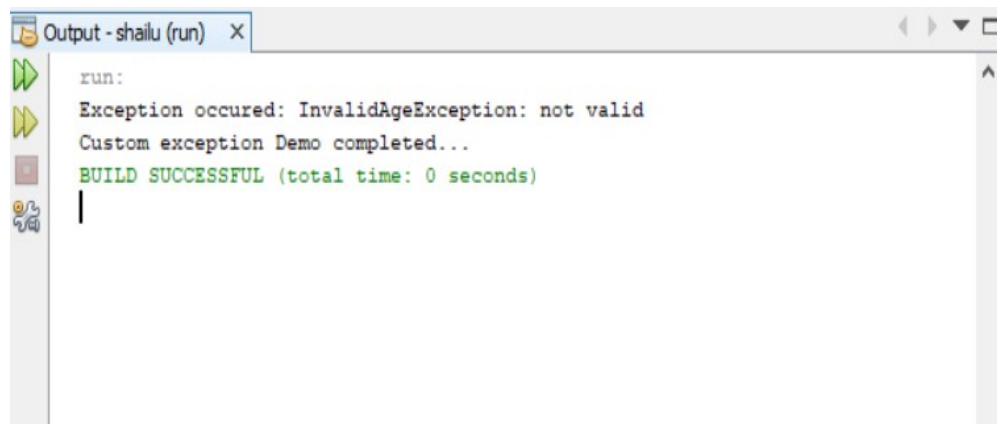 Output - shailu (run) X
run:
Exception occured: InvalidAgeException: not valid
Custom exception Demo completed...
BUILD SUCCESSFUL (total time: 0 seconds)